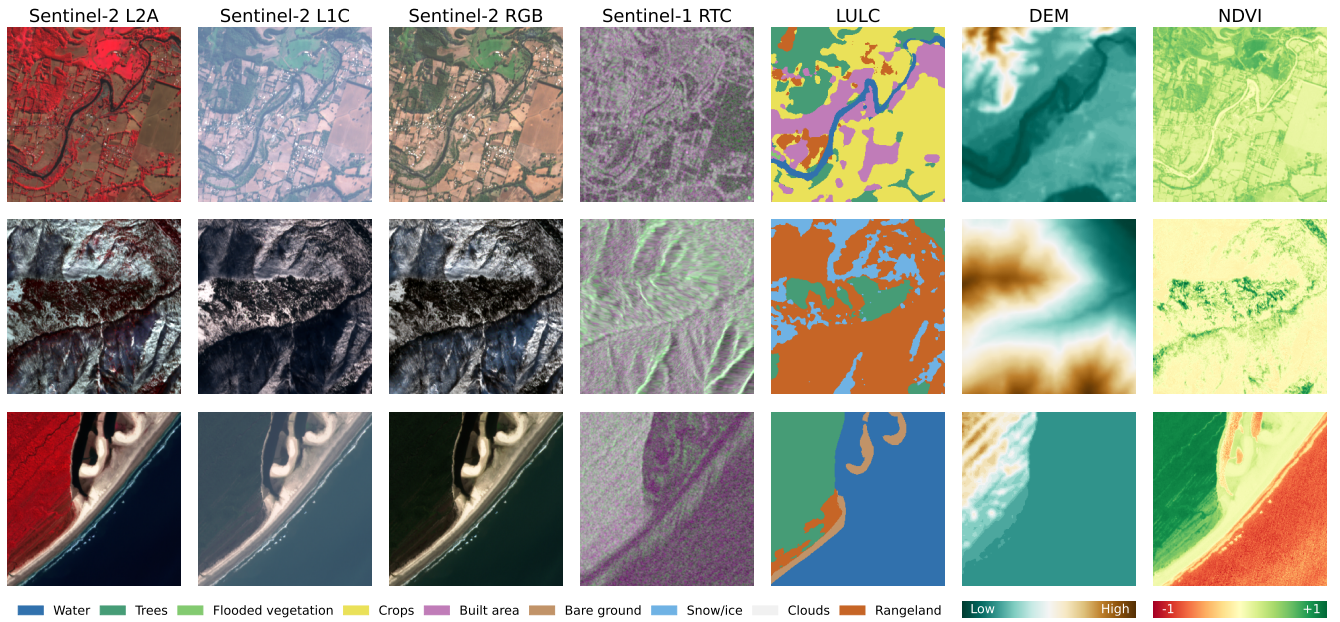 Sentinel-2 L2A Sentinel-2 L1C Sentinel-2 RGB Sentinel-1 RTC LULC DEM NDVI
Water Trees Flooded vegetation Crops Built area Bare ground Snow/ice Clouds Rangeland Low High -1 +1